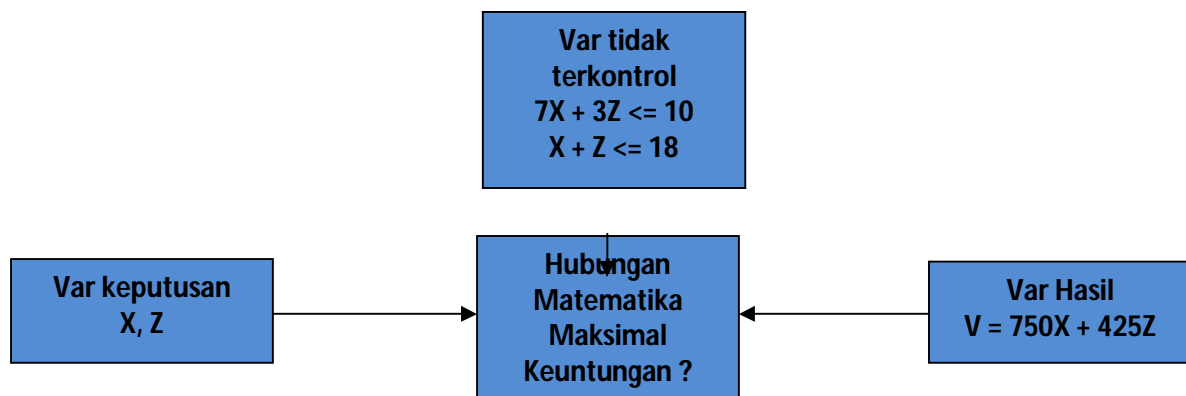 Var tidak
terkontrol
7X + 3Z <= 10
X + Z <= 18
Var keputusan
X, Z
Hubungan
Matematika
Maksimal
Keuntungan ?
Var Hasil
V = 750X + 425Z